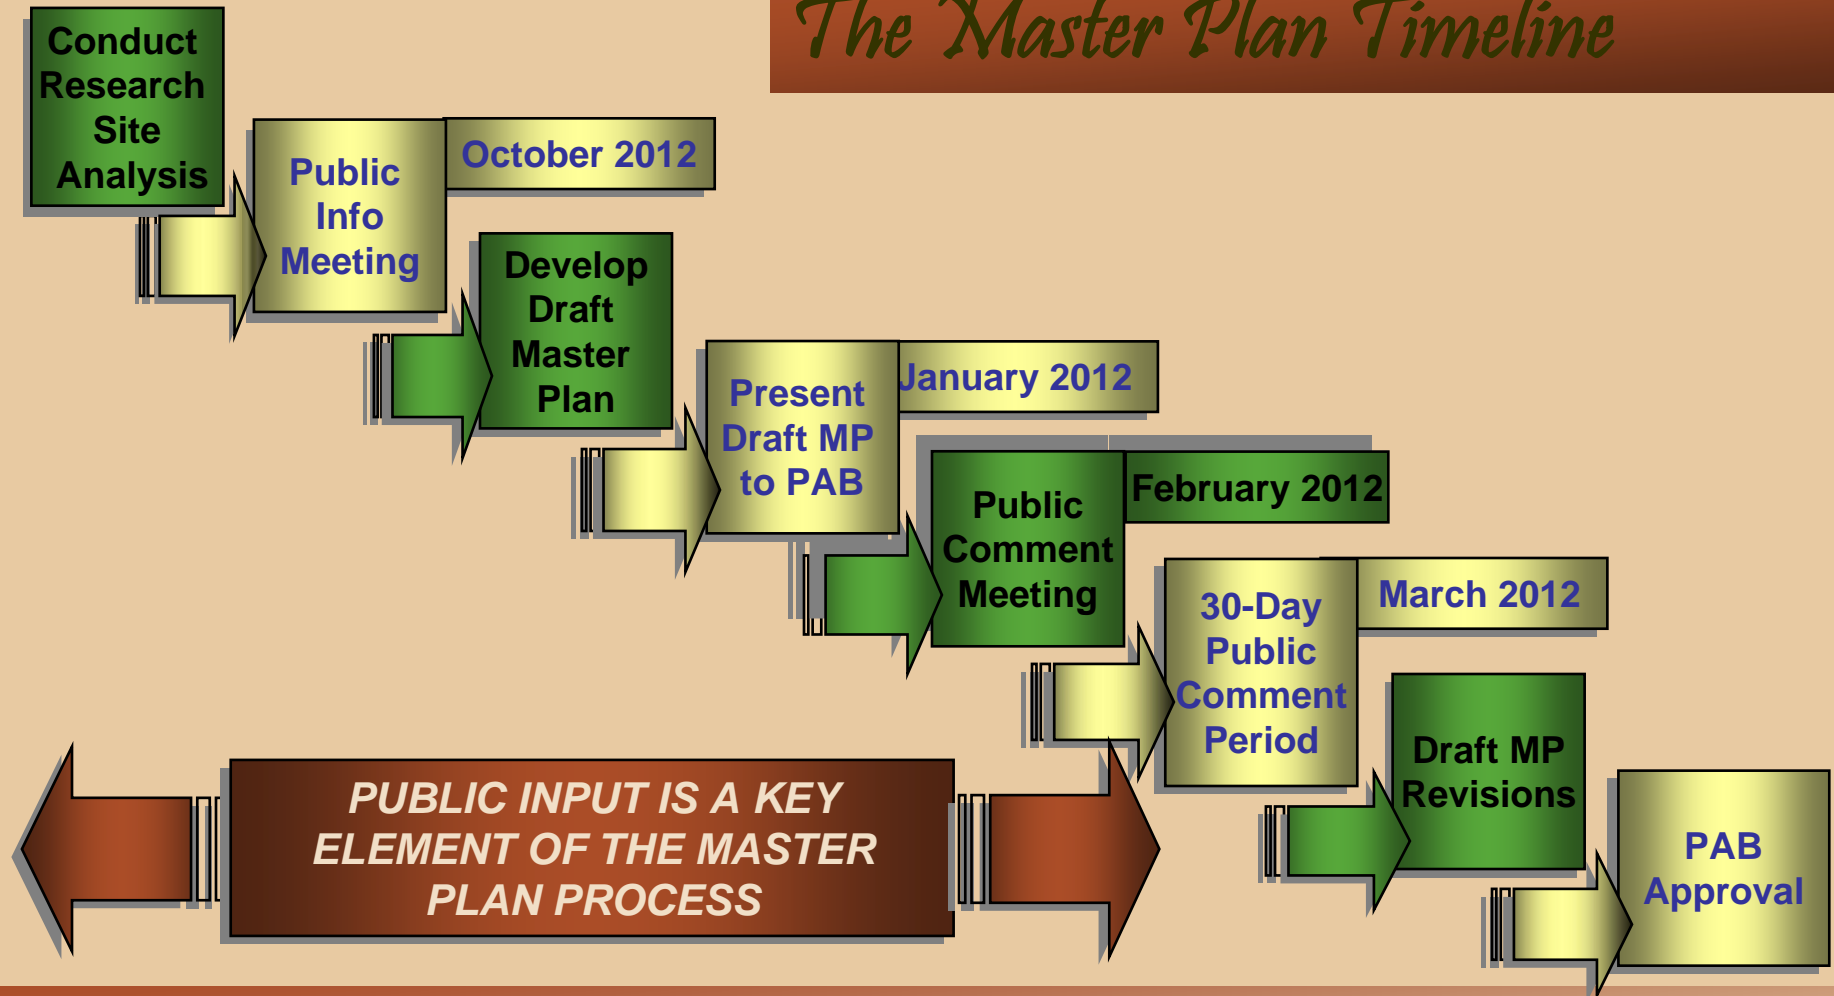 The Master Plan Timeline
Conduct
Research
Site
Analysis
Public
Info
Meeting
October 2012
Develop
Draft
Master
Plan
Present
Draft MP
to PAB
January 2012
Public
Comment
Meeting
February 2012
30-Day
Public
Comment
Period
March 2012
Draft MP
Revisions
PAB
Approval
PUBLIC INPUT IS A KEY
ELEMENT OF THE MASTER
PLAN PROCESS